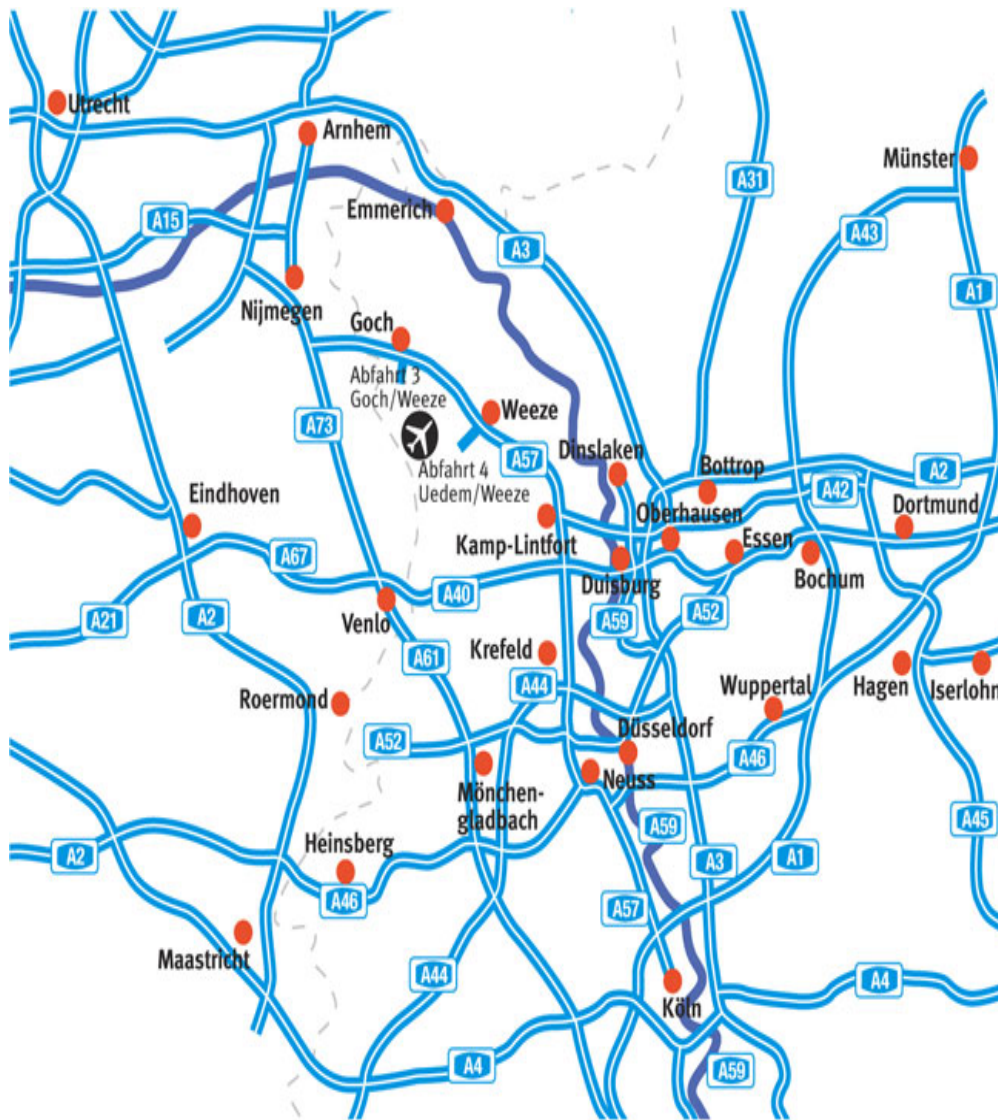 Utrecht
Arnhem
Münster
A31
Emmerich
A15
A43
A3
A1
Nijmegen
Goch
Abfahrt 3
Goch/Weeze
Weeze
A73
A57
Abfahrt 4
Uedem/Weeze
Dinslaken
Bottrop
A2
A42
Eindhoven
Oberhausen
Dortmund
Kamp-Lintfort
Essen
A67
Duisburg
Bochum
A40
A21
A2
Venlo
A59
A52
A61
Krefeld
A44
Wuppertal
Hagen
Iserlohn
Roermond
A52
Düsseldorf
A46
Mönchen-
gladbach
Neuss
A59
A45
A2
Heinsberg
A3
A1
A46
A57
Maastricht
A44
Köln
A4
A4
A59